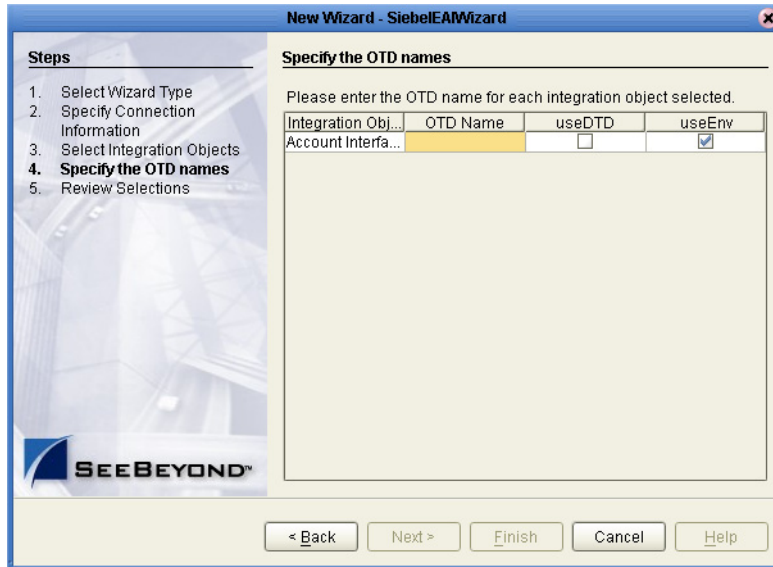 New Wizard - SiebelEAIWizard
Steps
1. Select Wizard Type
2. Specify Connection
Information
3. Select Integration Objects
4. Specify the OTD names
5. Review Selections
SEEBEYOND™
Specify the OTD names
Please enter the OTD name for each integration object selected.
Integration Obj... OTD Name useDTD useEnv
Account Interfa...
< Back Next > Finish Cancel Help